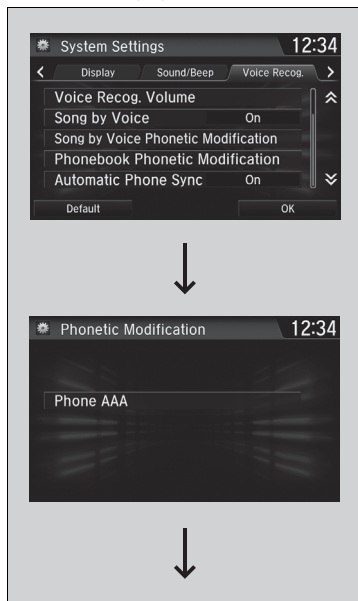 System Settings 12:34
Display Sound/Beep Voice Recog.
Voice Recog. Volume
Song by Voice On
Song by Voice Phonetic Modification
Phonebook Phonetic Modification
Automatic Phone Sync On
Default OK
Phonetic Modification 12:34
Phone AAA